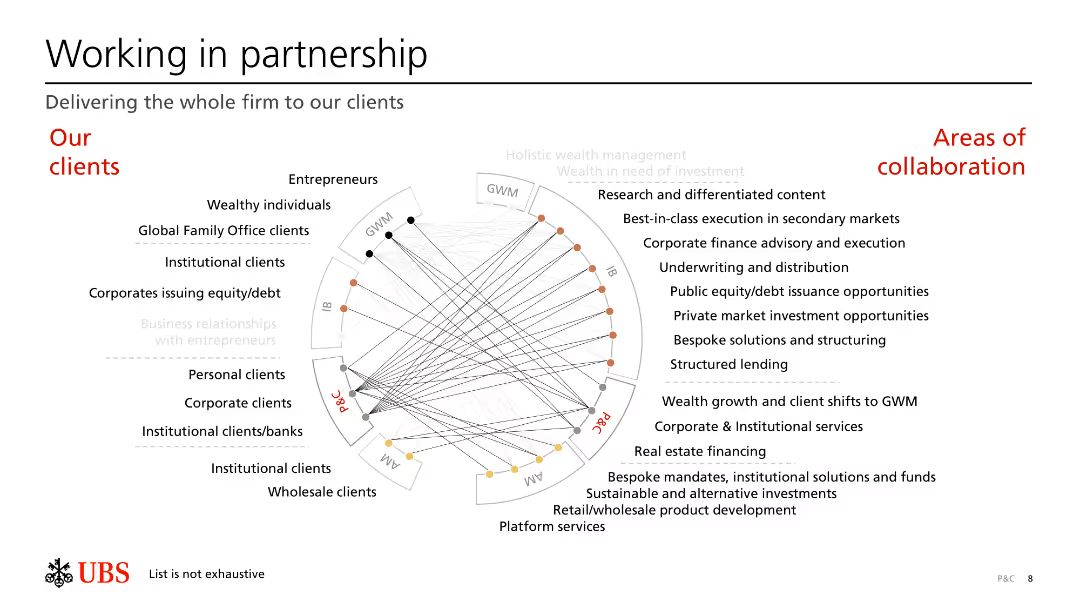 Working in partnership
Delivering the whole firm to our clients
Our
clients
Areas of
collaboration
Entrepreneurs
Wealthy individuals
Global Family Office clients
Institutional clients
Corporates issuing equity/debt
Business relationships
with entrepreneurs
Personal clients
Corporate clients
Institutional clients/banks
Institutional clients
Wholesale clients
GWM
IB
P&C
AM
GWM
IB
P&C
AM
Holistic wealth management
Wealth in need of investment
Research and differentiated content
Best-in-class execution in secondary markets
Corporate finance advisory and execution
Underwriting and distribution
Public equity/debt issuance opportunities
Private market investment opportunities
Bespoke solutions and structuring
Structured lending
Wealth growth and client shifts to GWM
Corporate & Institutional services
Real estate financing
Bespoke mandates, institutional solutions and funds
Sustainable and alternative investments
Retail/wholesale product development
Platform services
UBS
List is not exhaustive
P&C 8